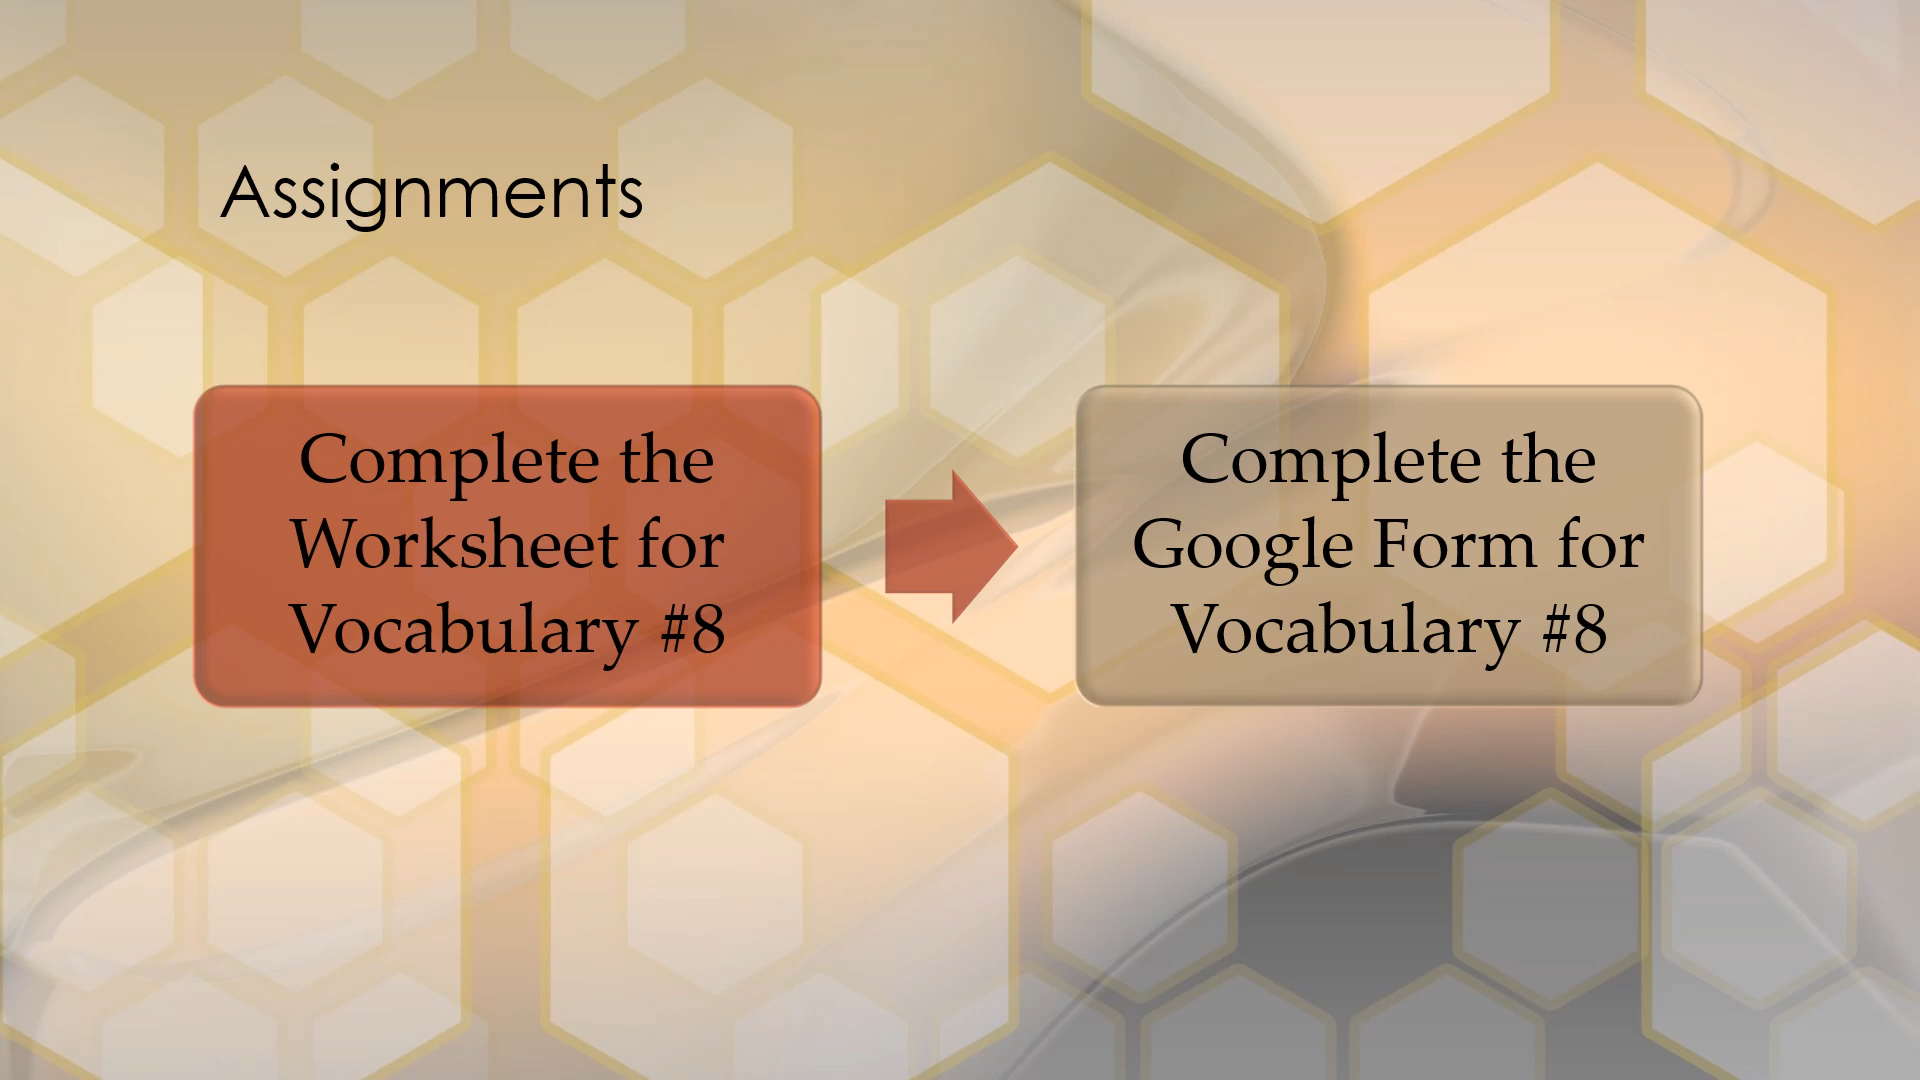 Assignments
Complete the
Worksheet for
Vocabulary #8
Complete the
Google Form for
Vocabulary #8